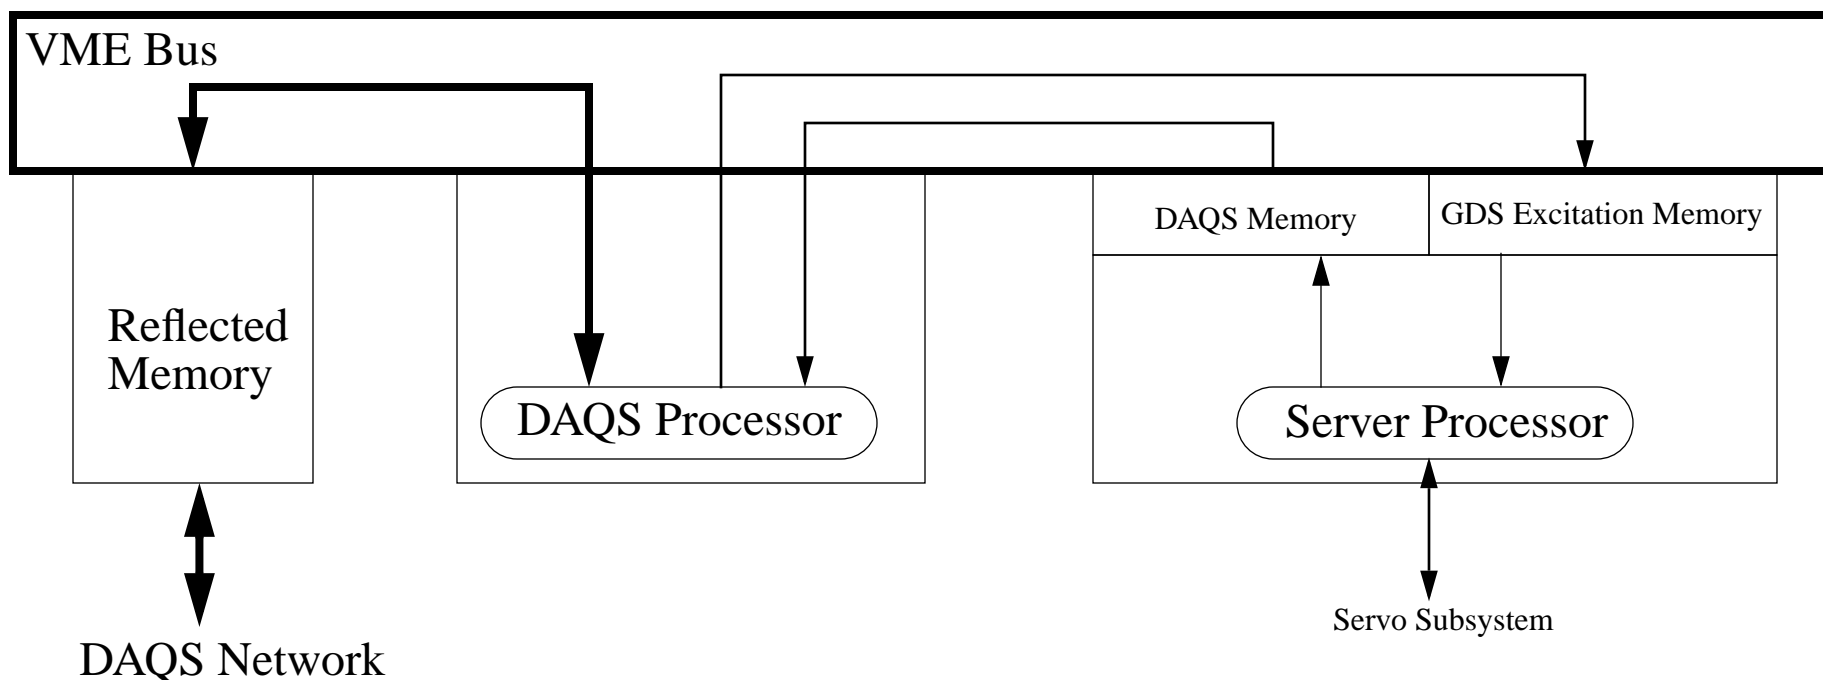 VME Bus
DAQS Memory
GDS Excitation Memory
Reflected
Memory
DAQS Processor
Server Processor
Servo Subsystem
DAQS Network